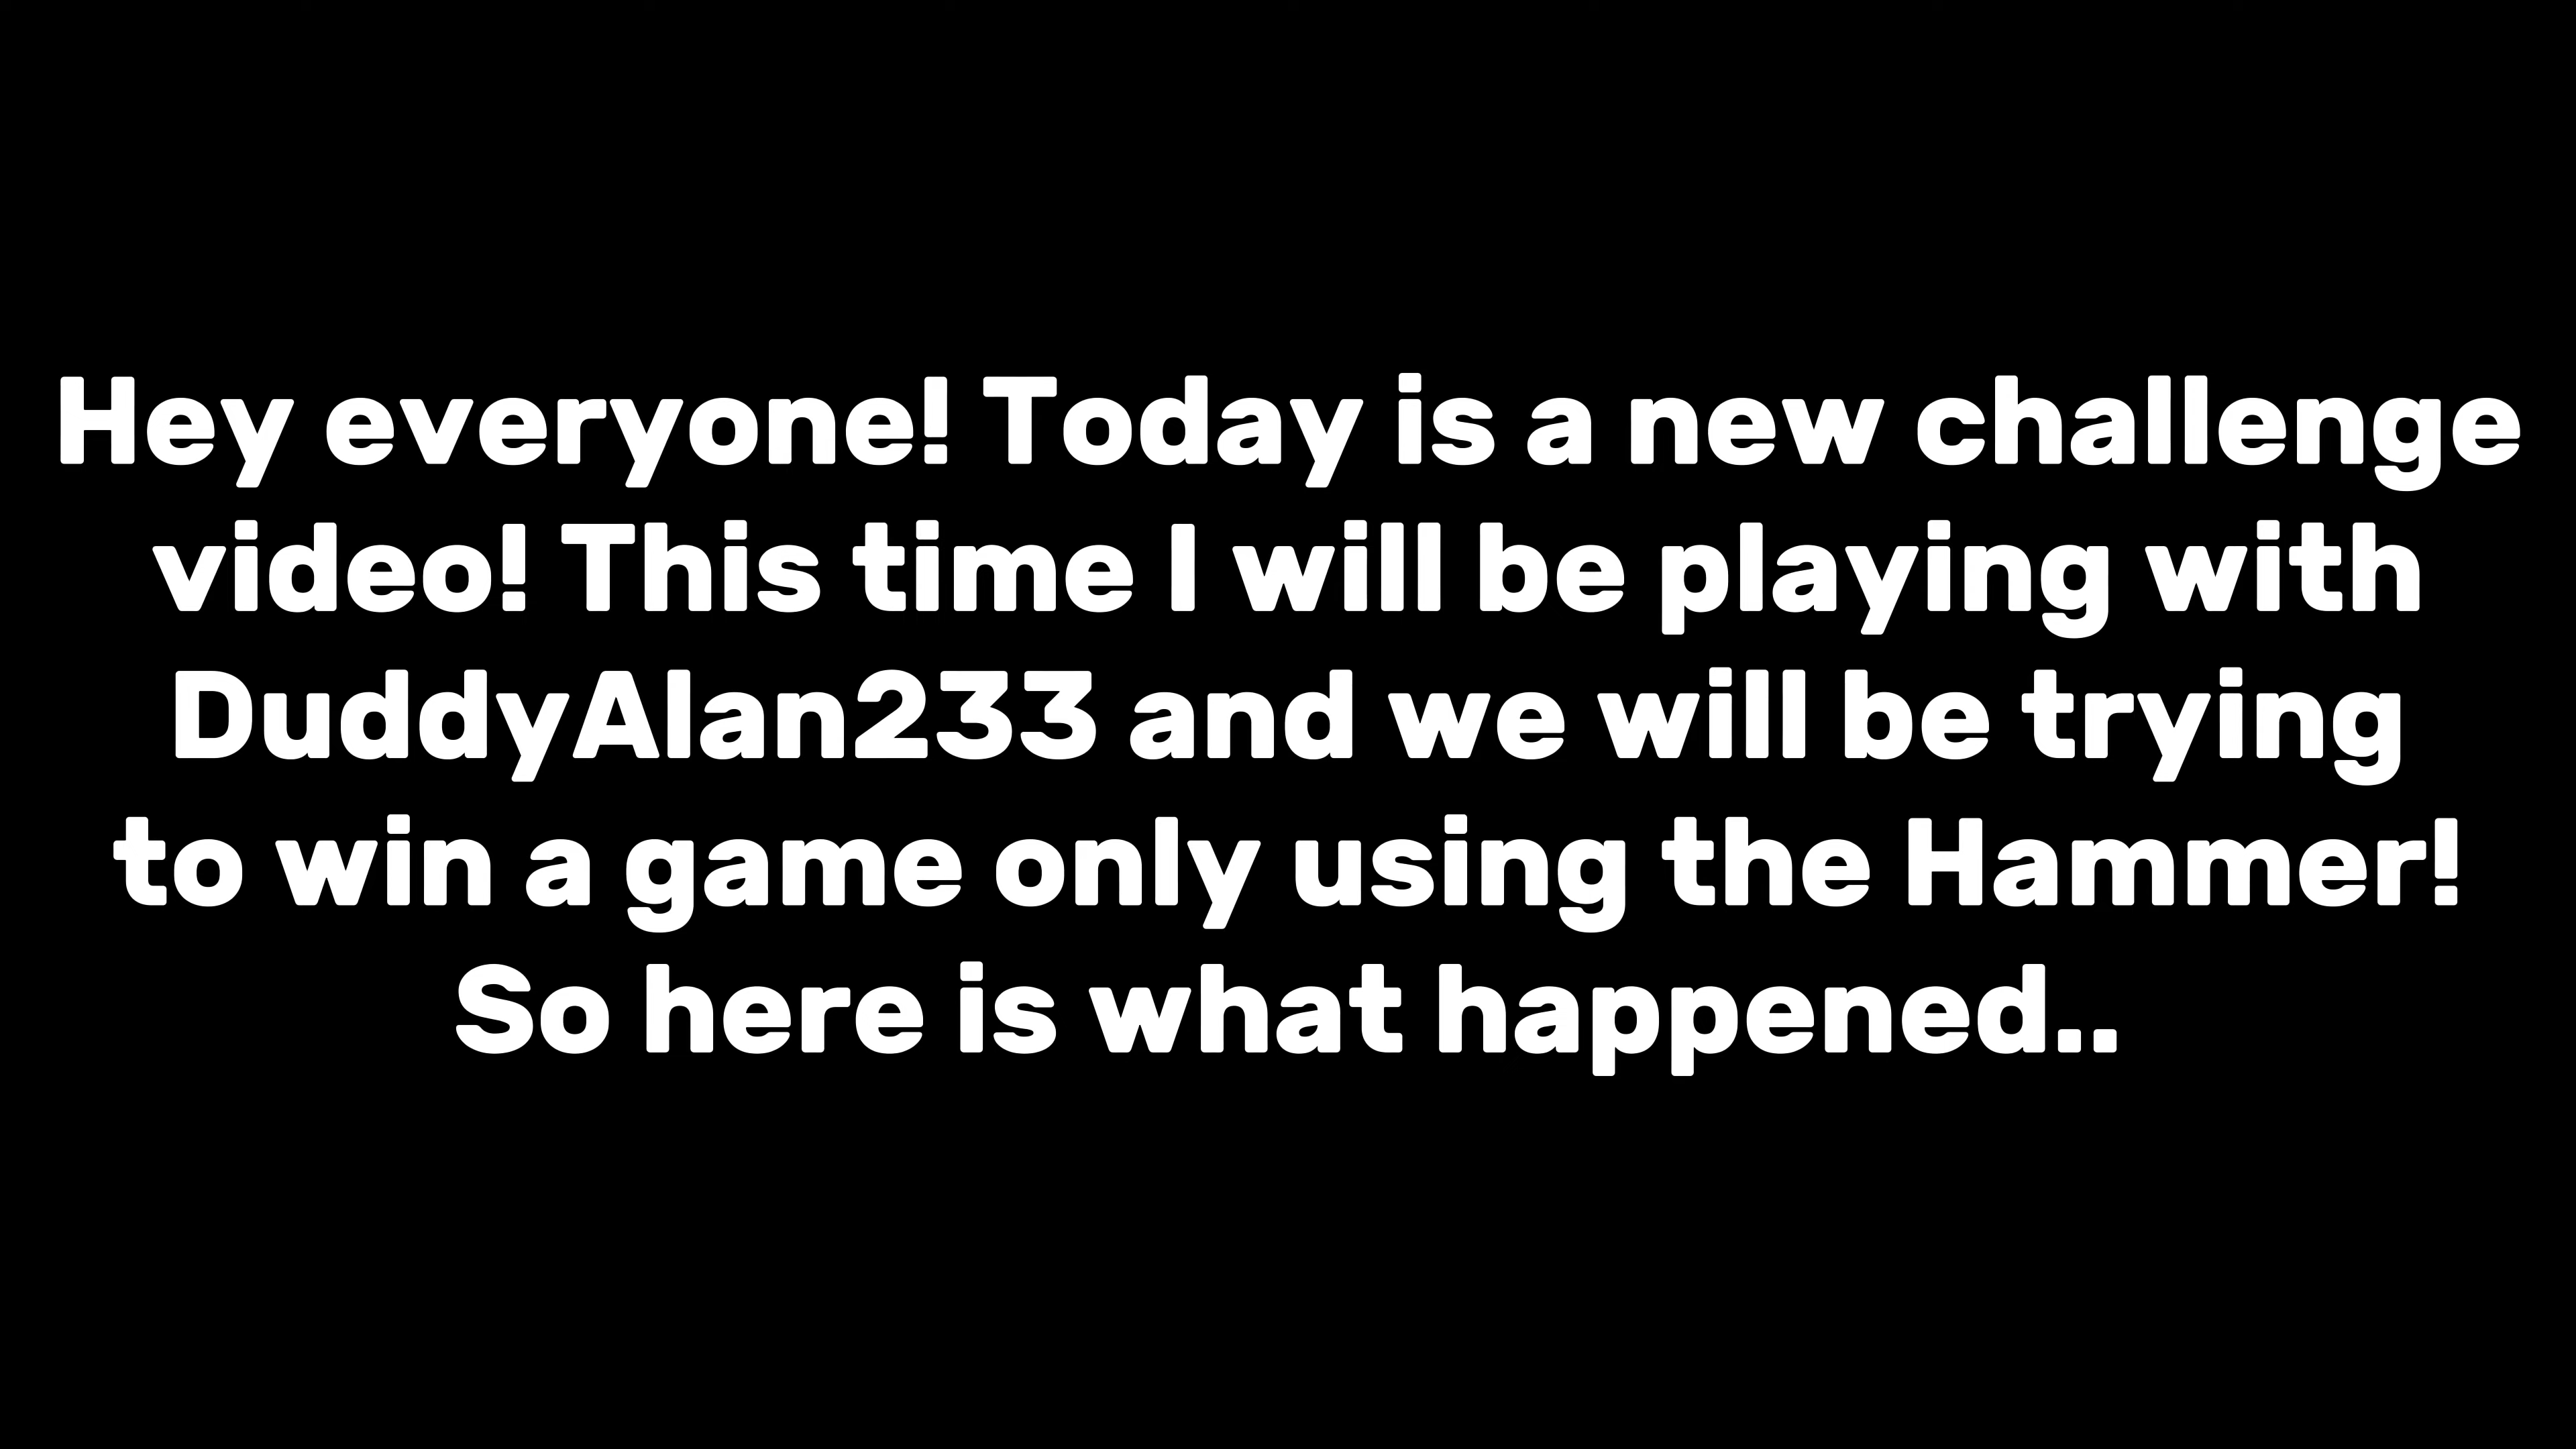 Hey everyone! Today is a new challenge
video! This time I will be playing with
DuddyAlan233 and we will be trying
to win a game only using the Hammer!
So here is what happened..